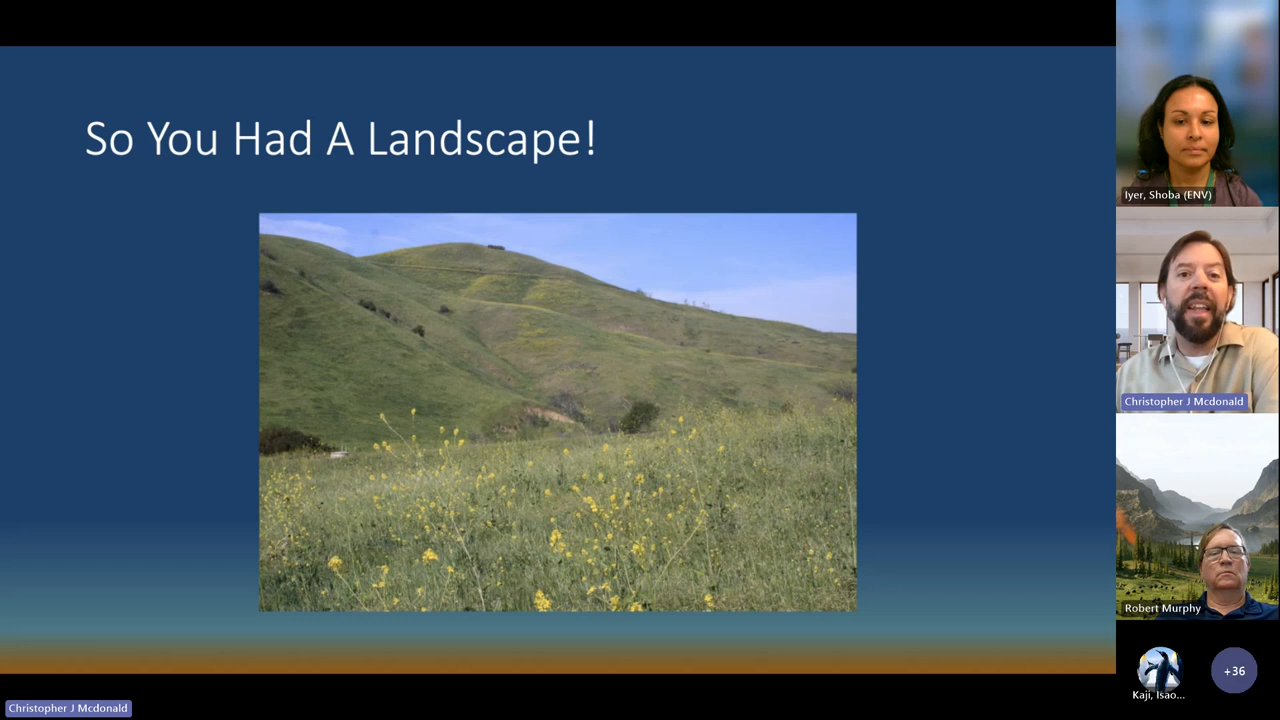 So You Had A Landscape!
Iyer, Shoba (ENV)
Christopher J Mcdonald
Robert Murphy
Kaji, Isao...
+36
Christopher J Mcdonald